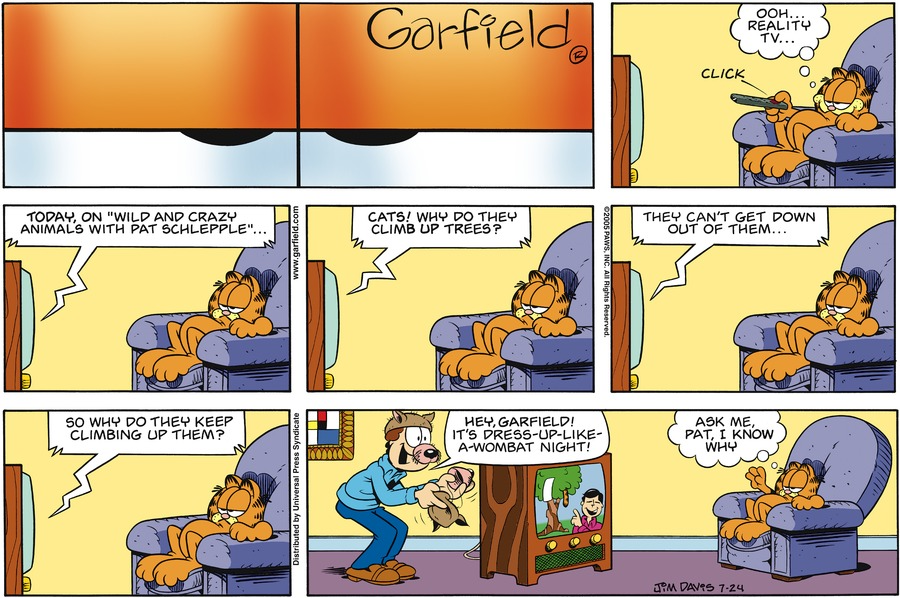 Garfield
®
OOH...
REALITY
TV...
CLICK
TODAY, ON "WILD AND CRAZY
ANIMALS WITH PAT SCHLEPPLE"...
www.garfield.com
CATS! WHY DO THEY
CLIMB UP TREES?
©2005 PAWS, INC. All Rights Reserved.
THEY CAN'T GET DOWN
OUT OF THEM...
SO WHY DO THEY KEEP
CLIMBING UP THEM?
Distributed by Universal Press Syndicate
HEY, GARFIELD!
IT'S DRESS-UP-LIKE-
A-WOMBAT NIGHT!
ASK ME,
PAT, I KNOW
WHY
JIM DAVIS 7-24